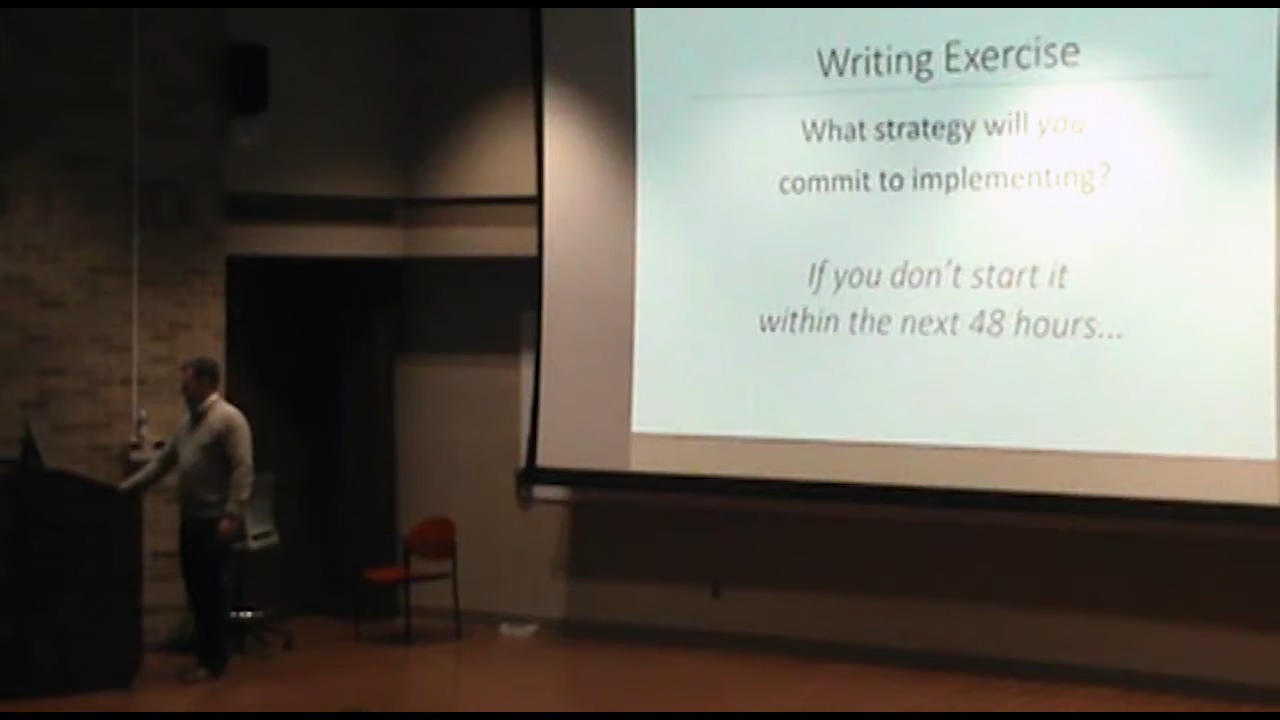 Writing Exercise
What strategy will you
commit to implementing?
If you don't start it
within the next 48 hours...